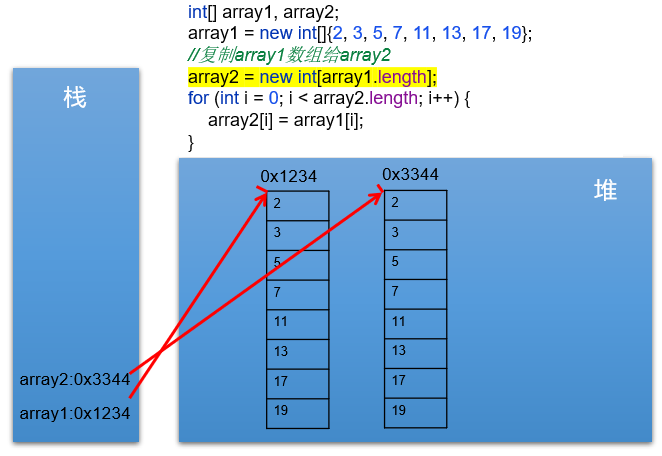 int[] array1, array2;
array1 = new int[]{2, 3, 5, 7, 11, 13, 17, 19};
//复制array1数组给array2
array2 = new int[array1.length];
for (int i = 0; i < array2.length; i++) {
array2[i] = array1[i];
}
栈
堆
0x1234
0x3344
2
2
3
3
5
5
7
7
11
11
13
13
17
17
19
19
array2:0x3344
array1:0x1234